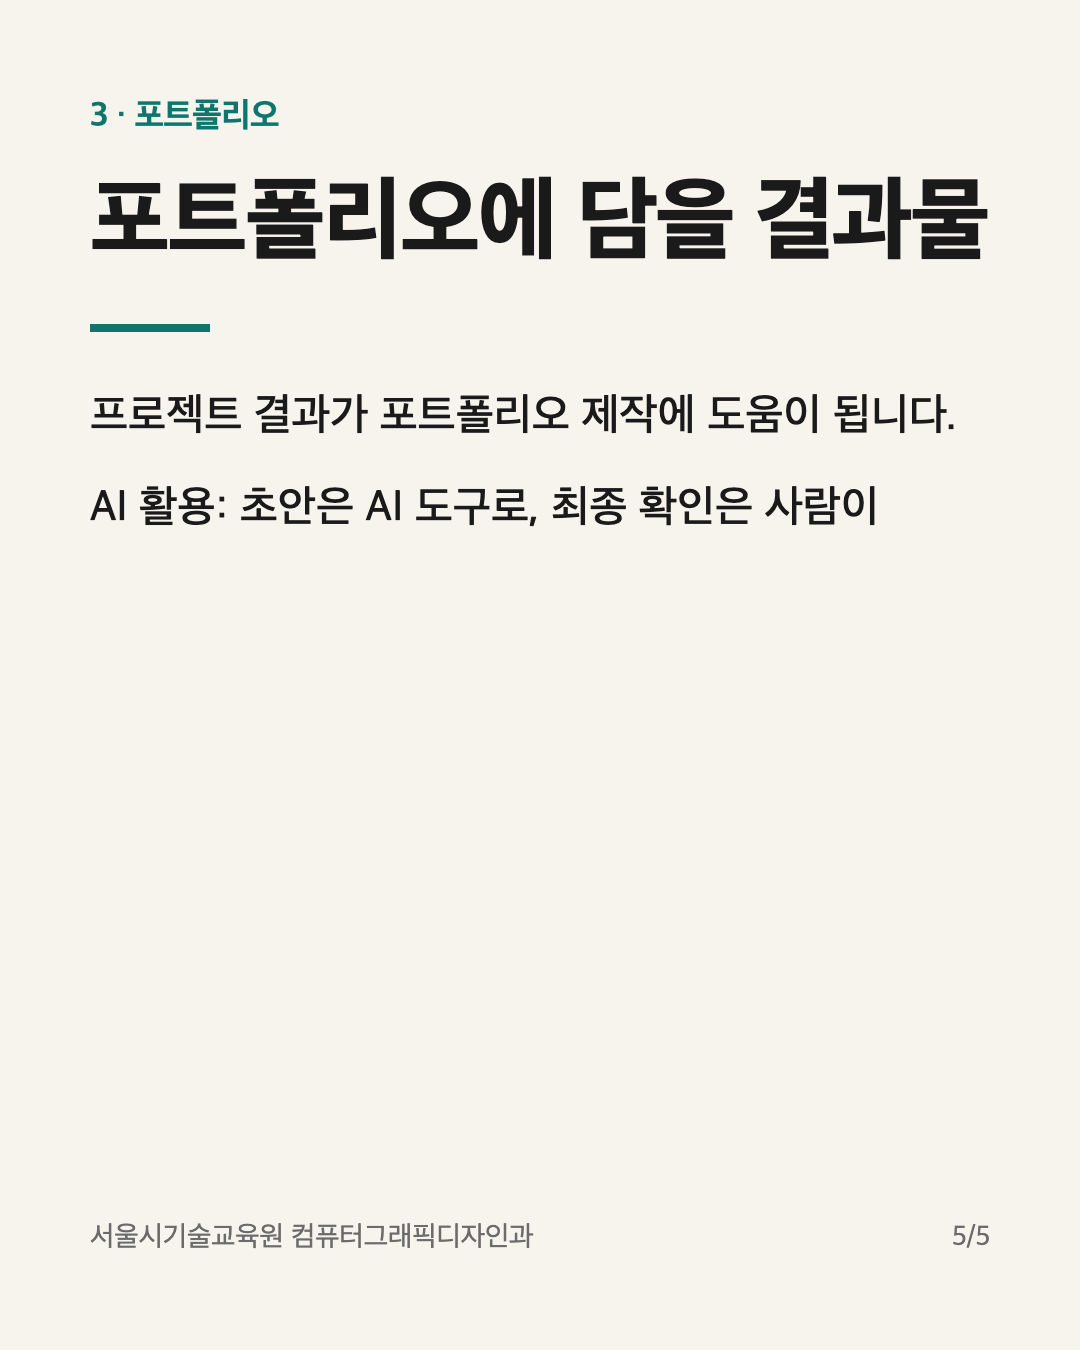 3 · 포트폴리오
포트폴리오에 담을 결과물
프로젝트 결과가 포트폴리오 제작에 도움이 됩니다.
AI 활용: 초안은 AI 도구로, 최종 확인은 사람이
서울시기술교육원 컴퓨터그래픽디자인과
5/5